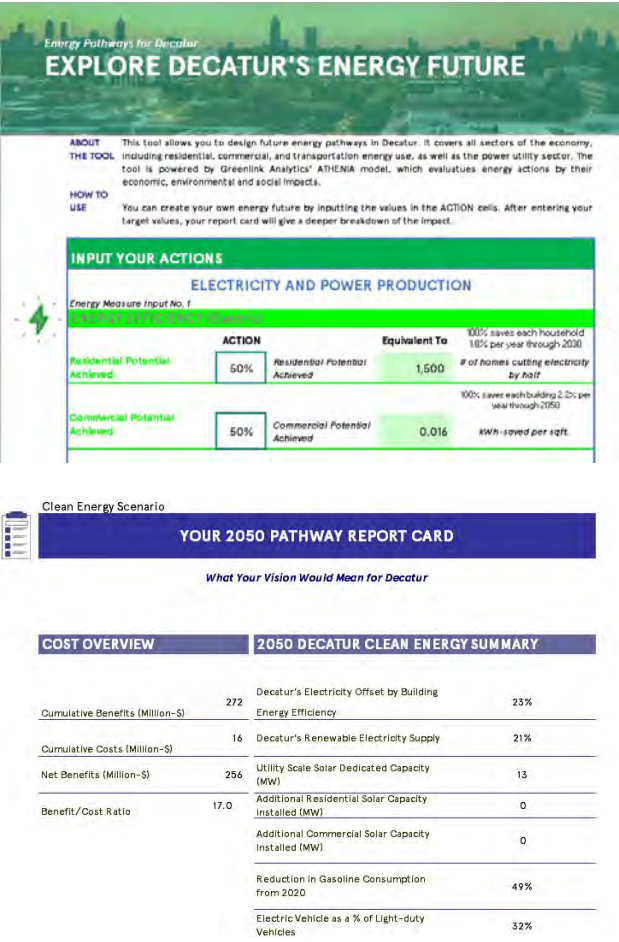 Energy Pathways for Decatur
EXPLORE DECATUR'S ENERGY FUTURE
ABOUT THE TOOL
This tool allows you to design future energy pathways in Decatur. It covers all sectors of the economy,
including residential, commercial, and transportation energy use, as well as the power utility sector. The
tool is powered by Greenlink Analytics' ATHENIA model, which evaluatues energy actions by their
economic, environmental and social impacts.
HOW TO USE
You can create your own energy future by inputting the values in the ACTION cells. After entering your
target values, your report card will give a deeper breakdown of the impact.
INPUT YOUR ACTIONS
ELECTRICITY AND POWER PRODUCTION
Energy Measure Input No. 1
ENERGY EFFICIENCY
ACTION
Equivalent To
100% saves each household
per year through 2030
Residential Potential
Achieved
50%
Residential Potential
Achieved
1,500
# of homes cutting electricity
by half
100% saves each building 2.2% per
year through 2050
Commercial Potential
Achieved
50%
Commercial Potential
Achieved
0.016
kWh-saved per sqft.
Clean Energy Scenario
YOUR 2050 PATHWAY REPORT CARD
What Your Vision Would Mean for Decatur
COST OVERVIEW
Cumulative Benefits (Million-$) 272
Cumulative Costs (Million-$) 16
Net Benefits (Million-$) 256
Benefit/Cost Ratio 17.0
2050 DECATUR CLEAN ENERGY SUMMARY
Decatur's Electricity Offset by Building
Energy Efficiency
23%
Decatur's Renewable Electricity Supply 21%
Utility Scale Solar Dedicated Capacity
(MW)
13
Additional Residential Solar Capacity
Installed (MW)
0
Additional Commercial Solar Capacity
Installed (MW)
0
Reduction in Gasoline Consumption
from 2020
49%
Electric Vehicle as a % of Light-duty
Vehicles
32%